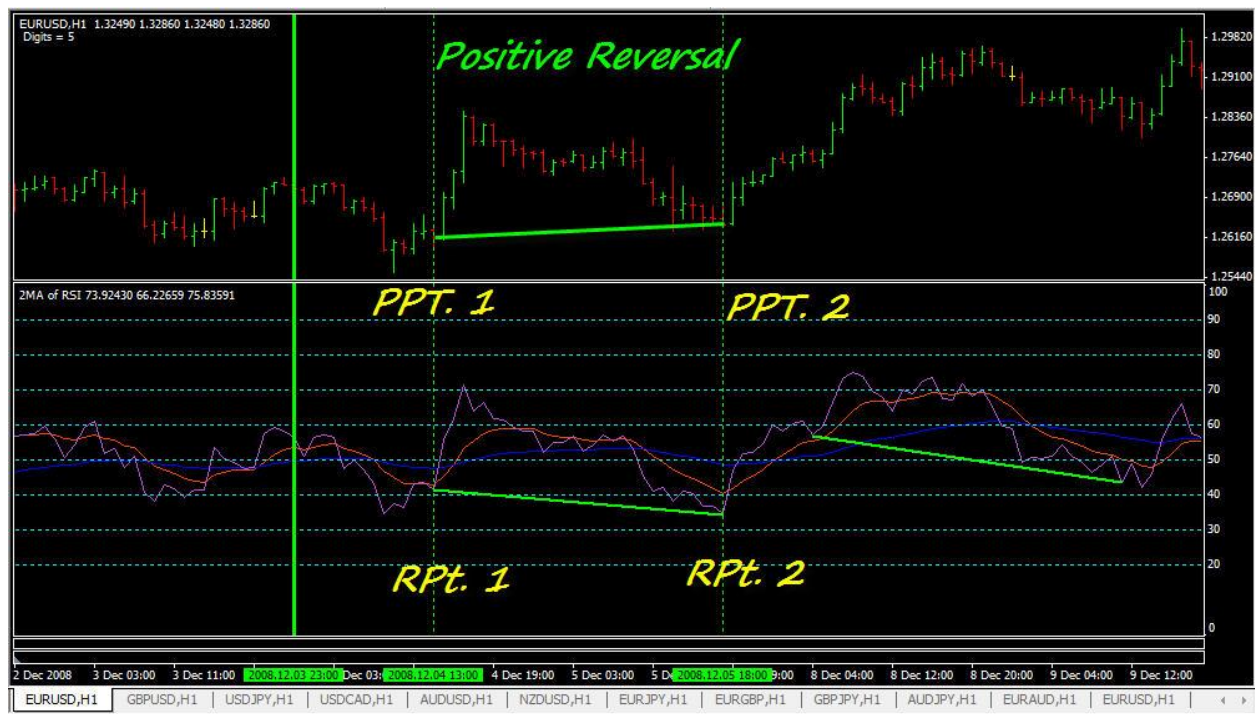 EURUSD,H1 1.32490 1.32860 1.32480 1.32860
Digits = 5
Positive Reversal
1.29820
1.29100
1.28360
1.27640
1.26900
1.26160
1.25440
2MA of RSI 73.92430 66.22659 75.83591
PPT. 1
PPT. 2
100
90
80
70
60
50
40
30
20
0
RPt. 1
RPt. 2
2 Dec 2008 3 Dec 03:00 3 Dec 11:00 2008.12.03 23:00 Dec 03: 2008.12.04 13:00 4 Dec 19:00 5 Dec 03:00 5 D 2008.12.05 18:00 9:00 8 Dec 04:00 8 Dec 12:00 8 Dec 20:00 9 Dec 04:00 9 Dec 12:00
EURUSD,H1 GBPUSD,H1 USDJPY,H1 USDCAD,H1 AUDUSD,H1 NZDUSD,H1 EURJPY,H1 EURGBP,H1 GBPJPY,H1 AUDJPY,H1 EURAUD,H1 EURUSD,H1